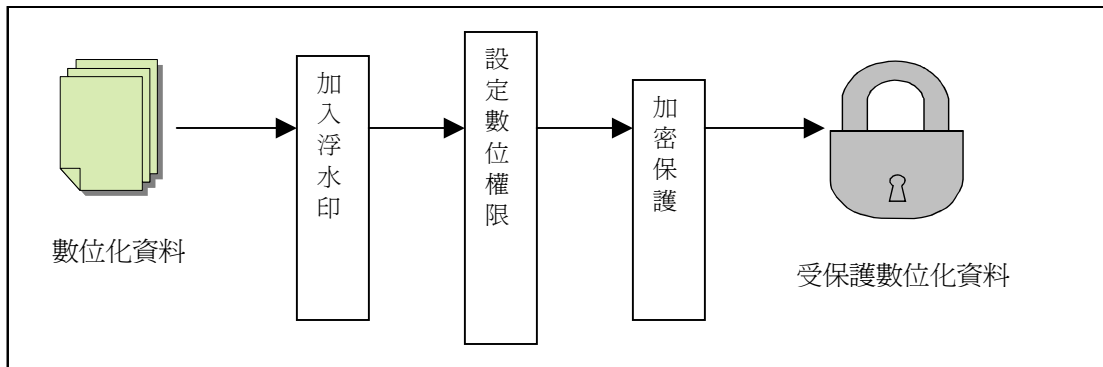 數位化資料
加入浮水印
設定數位權限
加密保護
受保護數位化資料